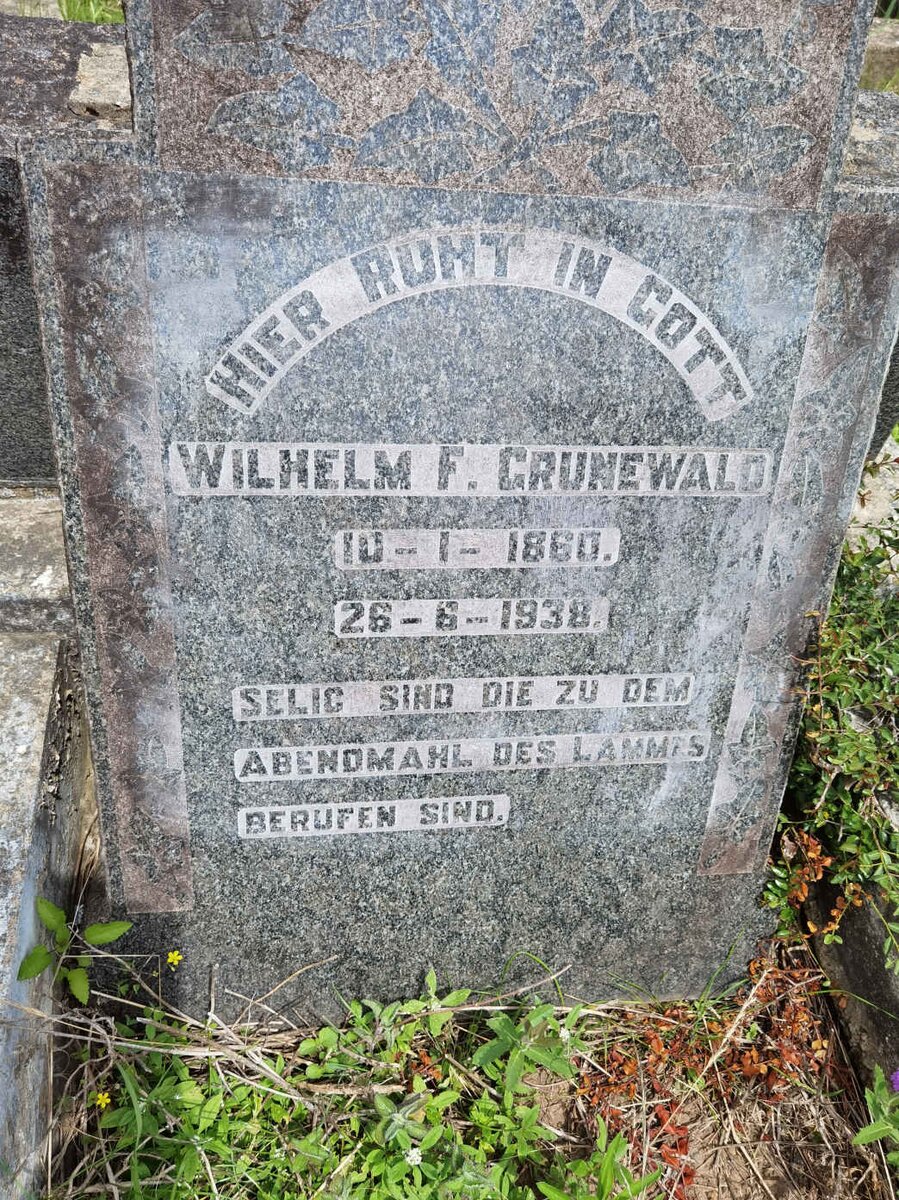 HIER RUHT IN GOTT
WILHELM F. GRUNEWALD
10-1-1860.
26-6-1938.
SELIG SIND DIE ZU DEM
ABENDMAHL DES LAMMES
BERUFEN SIND.